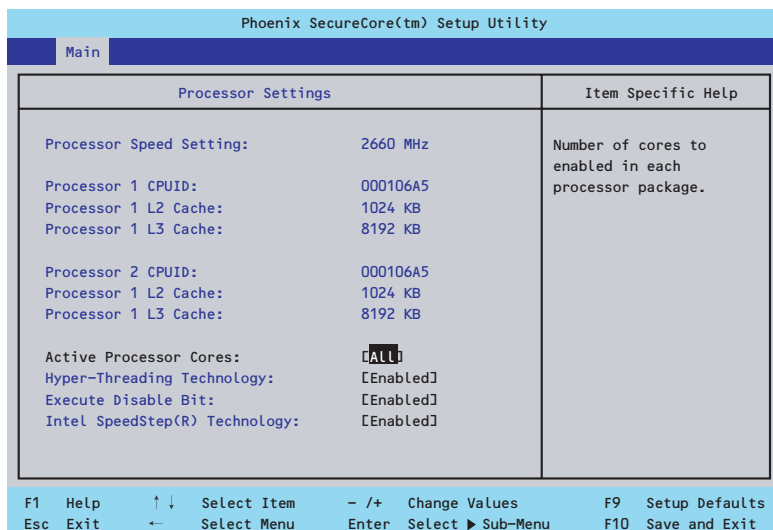 Phoenix SecureCore(tm) Setup Utility
Main
Processor Settings
Item Specific Help
Processor Speed Setting: 2660 MHz
Processor 1 CPUID: 000106A5
Processor 1 L2 Cache: 1024 KB
Processor 1 L3 Cache: 8192 KB
Processor 2 CPUID: 000106A5
Processor 1 L2 Cache: 1024 KB
Processor 1 L3 Cache: 8192 KB
Active Processor Cores: [All]
Hyper-Threading Technology: [Enabled]
Execute Disable Bit: [Enabled]
Intel SpeedStep(R) Technology: [Enabled]
Number of cores to
enabled in each
processor package.
F1 Help ↑↓ Select Item - /+ Change Values F9 Setup Defaults
Esc Exit ← Select Menu Enter Select ▶ Sub-Menu F10 Save and Exit